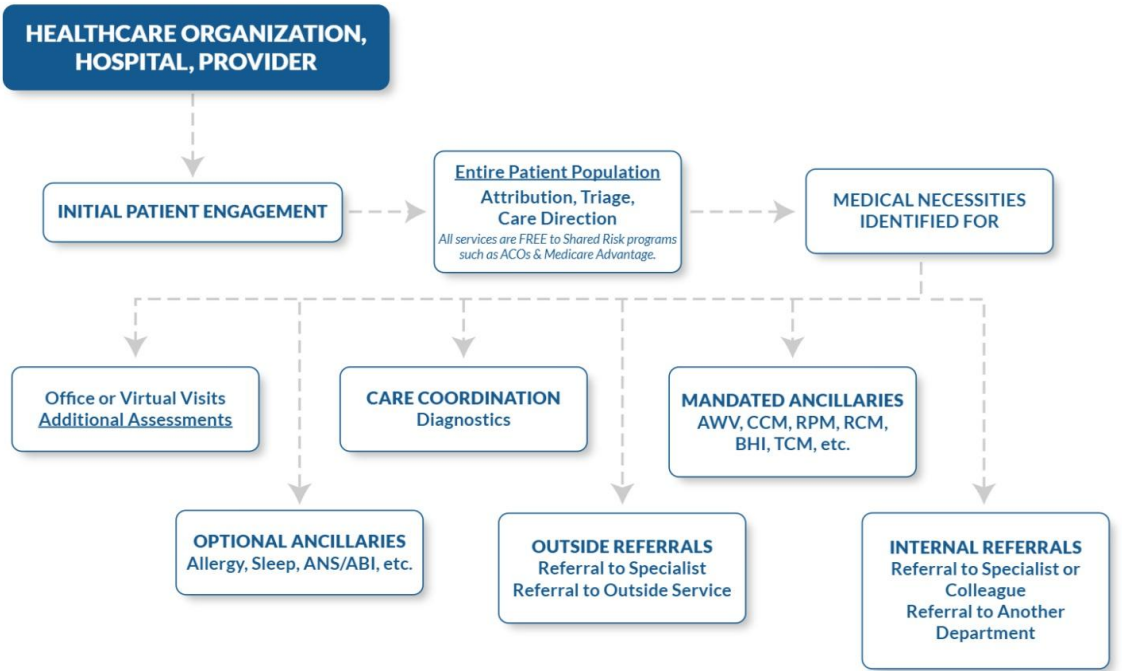 HEALTHCARE ORGANIZATION,
HOSPITAL, PROVIDER
INITIAL PATIENT ENGAGEMENT
Entire Patient Population
Attribution, Triage,
Care Direction
All services are FREE to Shared Risk programs
such as ACOs & Medicare Advantage.
MEDICAL NECESSITIES
IDENTIFIED FOR
Office or Virtual Visits
Additional Assessments
CARE COORDINATION
Diagnostics
MANDATED ANCILLARIES
AWV, CCM, RPM, RCM,
BHI, TCM, etc.
OPTIONAL ANCILLARIES
Allergy, Sleep, ANS/ABI, etc.
OUTSIDE REFERRALS
Referral to Specialist
Referral to Outside Service
INTERNAL REFERRALS
Referral to Specialist or
Colleague
Referral to Another
Department